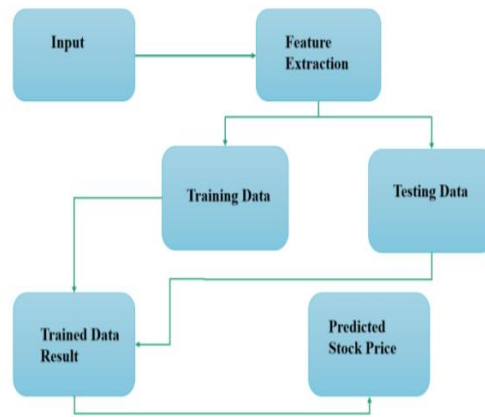 Input
Feature
Extraction
Training Data
Testing Data
Trained Data
Result
Predicted
Stock Price